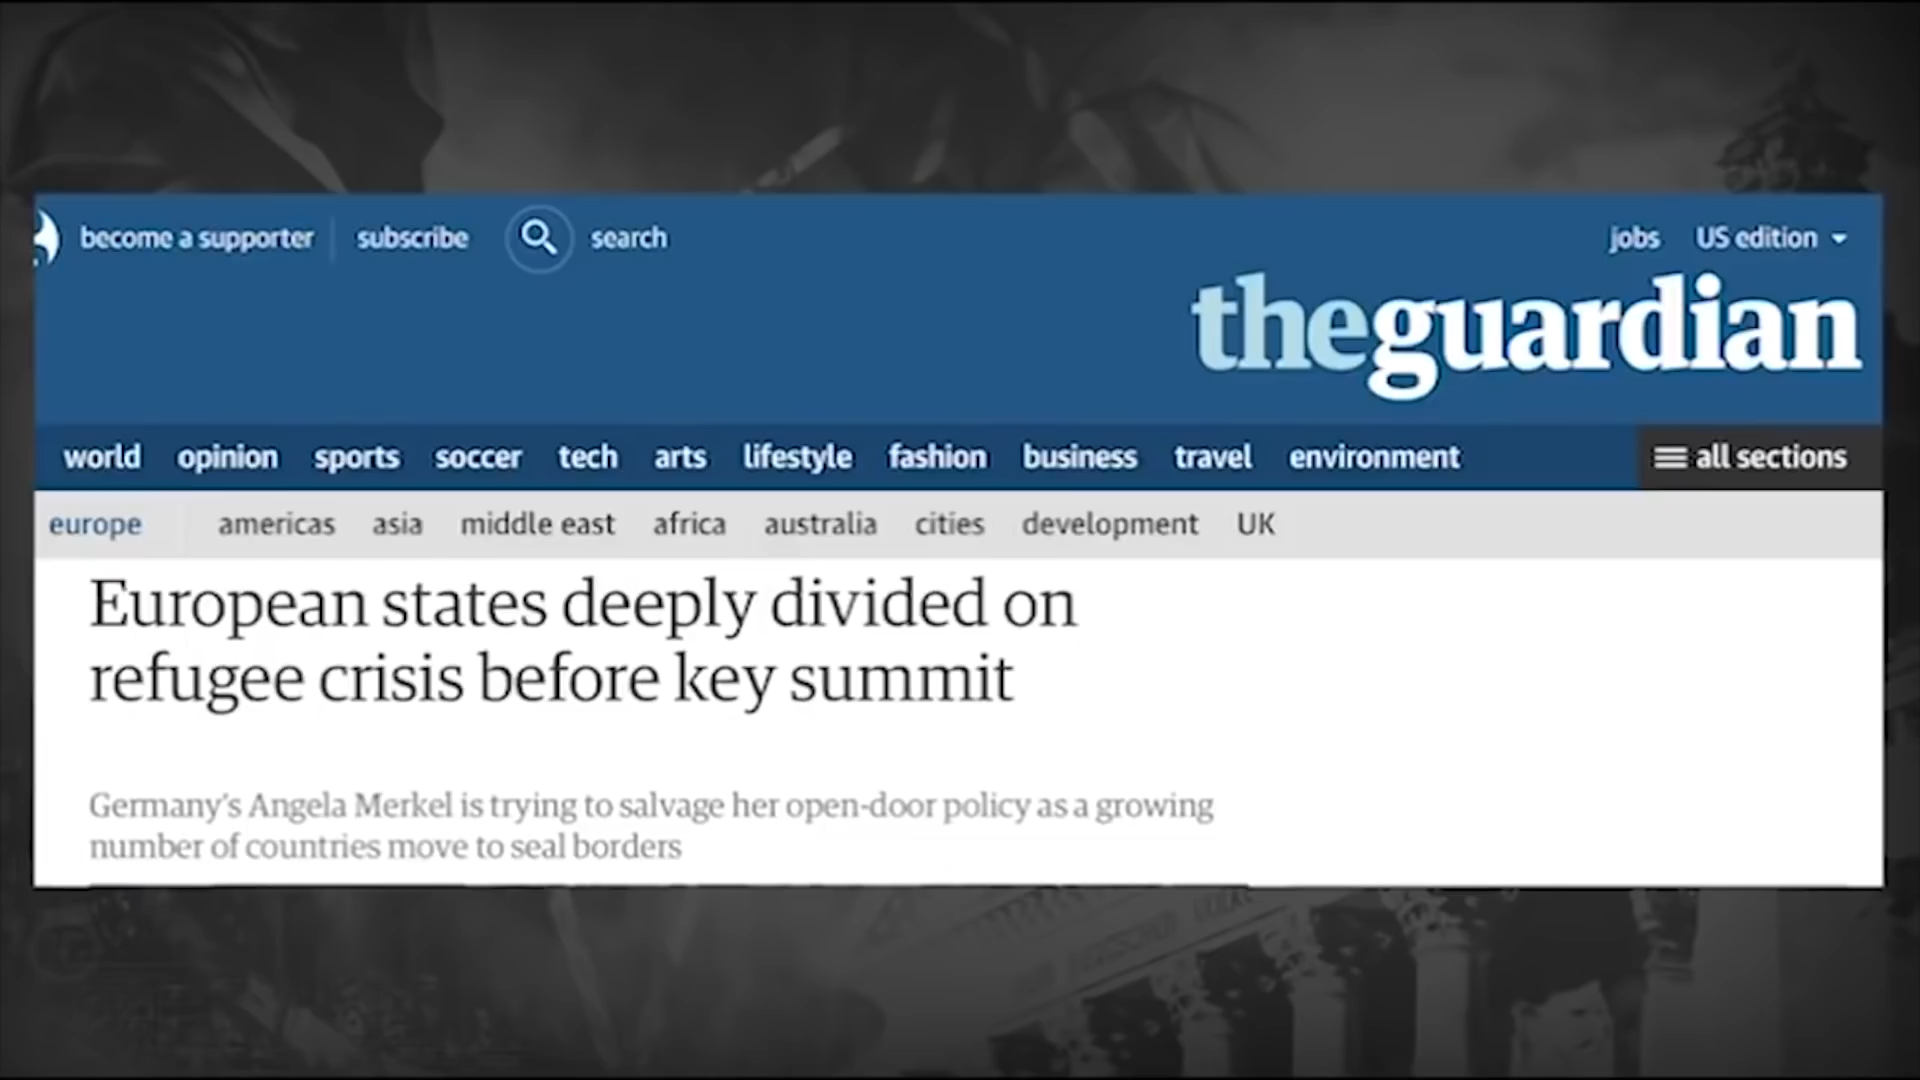 become a supporter subscribe search jobs US edition
theguardian
world opinion sports soccer tech arts lifestyle fashion business travel environment all sections
europe americas asia middle east africa australia cities development UK
European states deeply divided on
refugee crisis before key summit
Germany's Angela Merkel is trying to salvage her open-door policy as a growing
number of countries move to seal borders